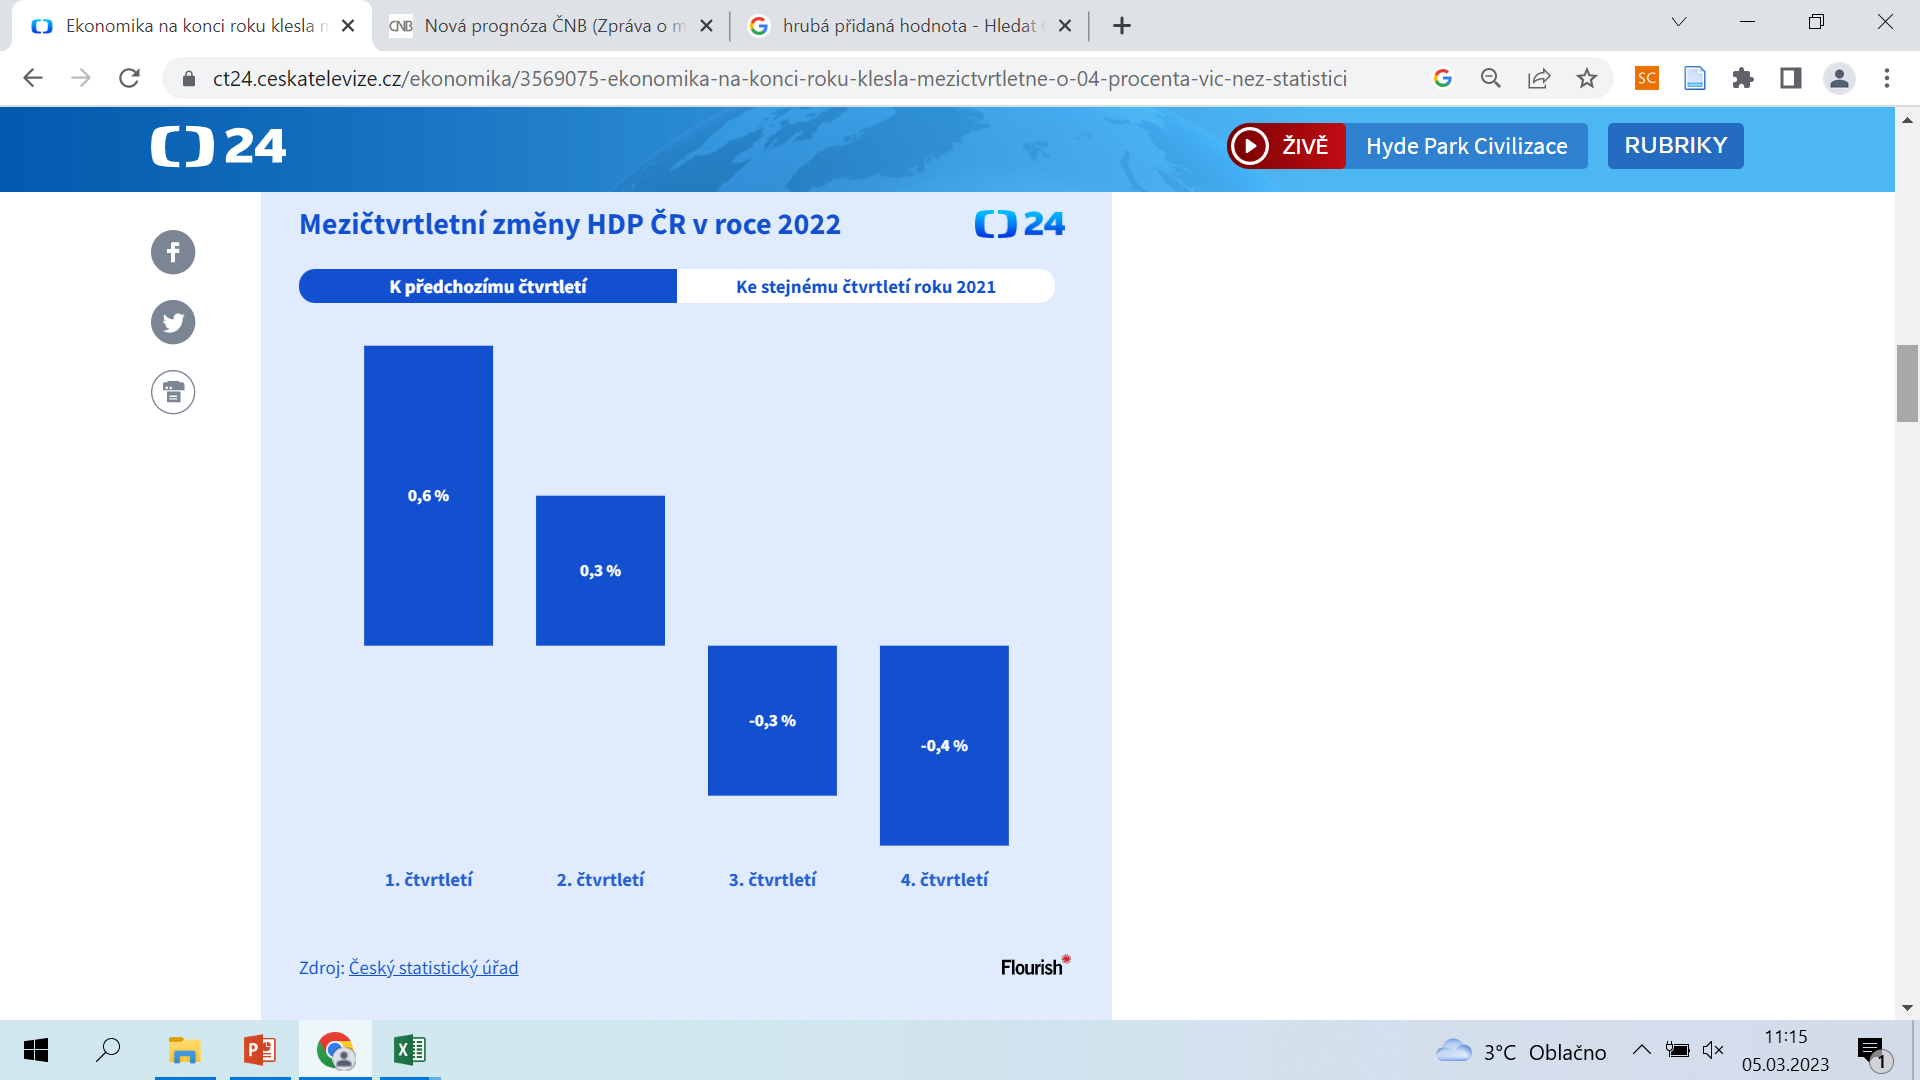 Ekonomika na konci roku klesla n
CNB Nová prognóza ČNB (Zpráva o m
hrubá přidaná hodnota - Hledat
ct24.ceskatelevize.cz/ekonomika/3569075-ekonomika-na-konci-roku-klesla-mezictvrtletne-o-04-procenta-vic-nez-statistici
SC
24
ŽIVĚ
Hyde Park Civilizace
RUBRIKY
Mezičtvrtletní změny HDP ČR v roce 2022
24
K předchozímu čtvrtletí
Ke stejnému čtvrtletí roku 2021
0,6 %
0,3 %
-0,3 %
-0,4 %
1. čtvrtletí
2. čtvrtletí
3. čtvrtletí
4. čtvrtletí
Zdroj: Český statistický úřad
Flourish
3°C Oblačno
11:15
05.03.2023
1